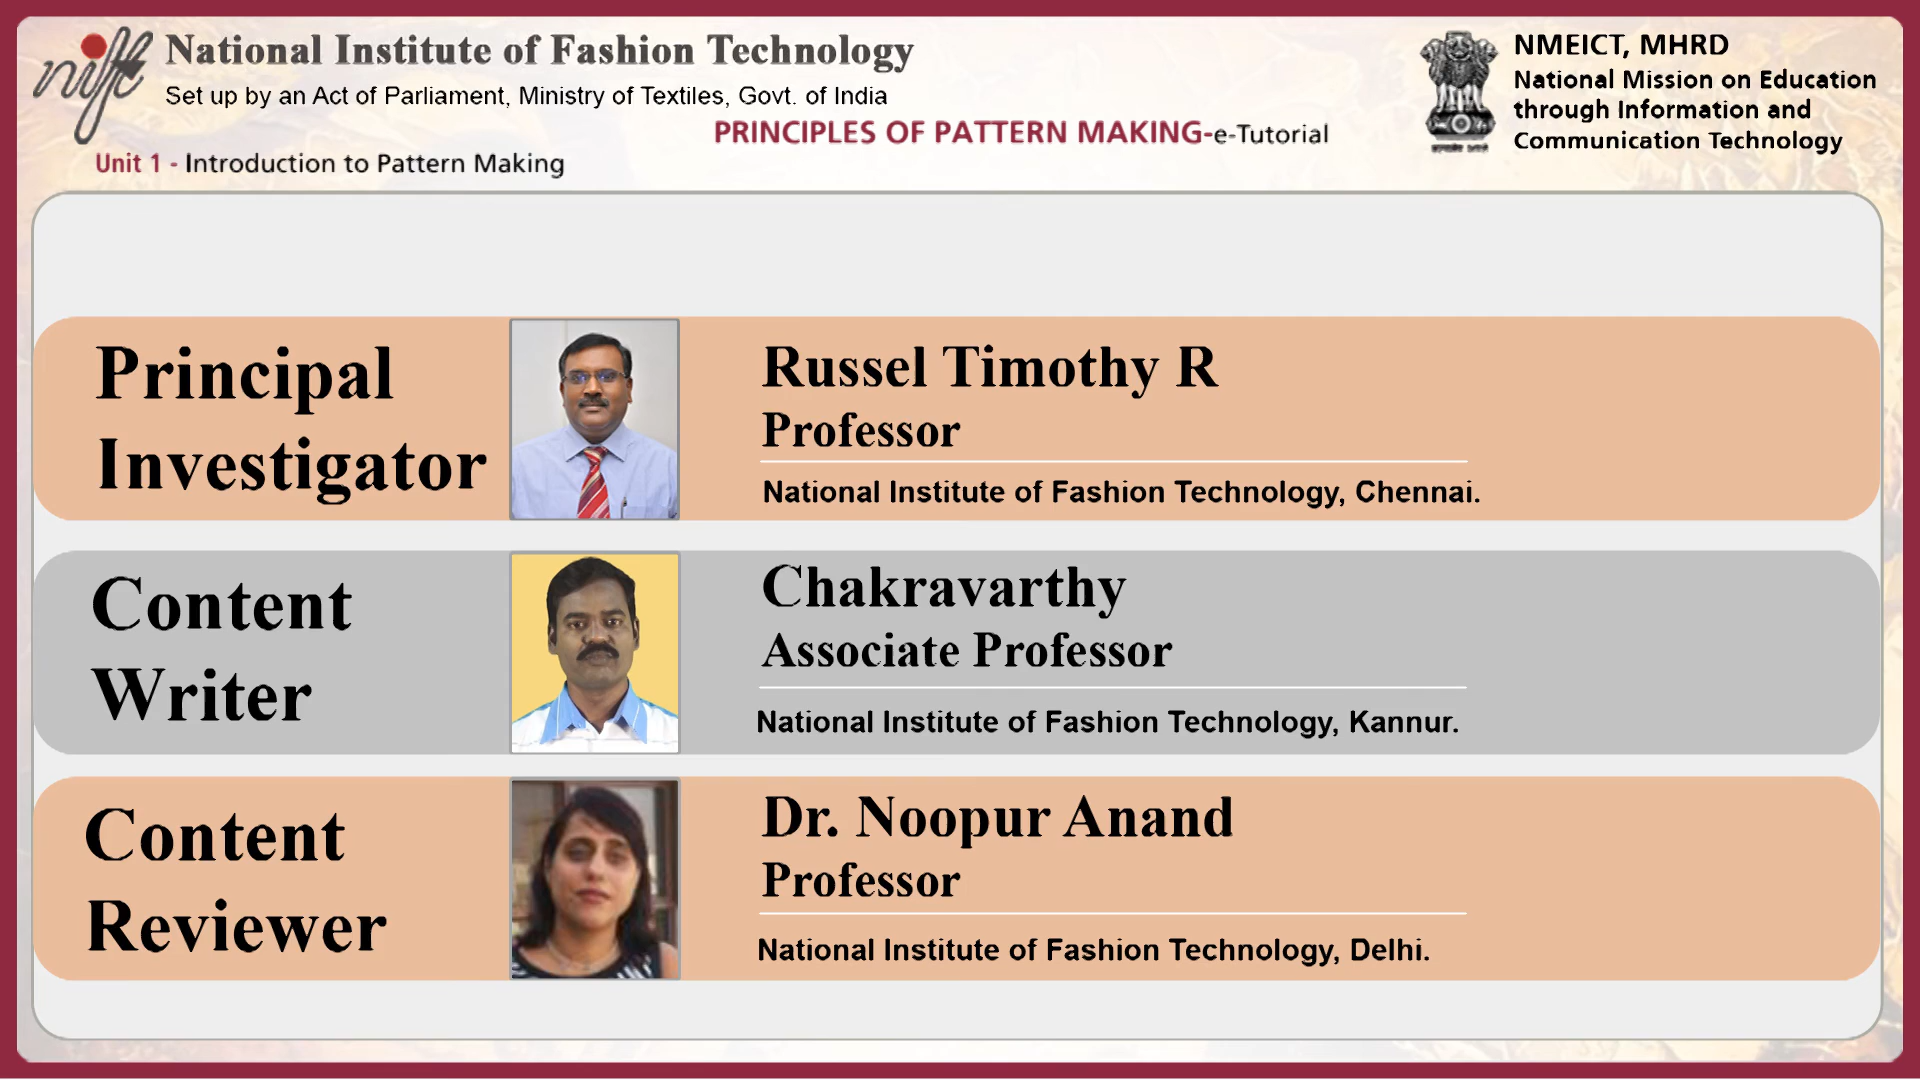 nift
National Institute of Fashion Technology
Set up by an Act of Parliament, Ministry of Textiles, Govt. of India
PRINCIPLES OF PATTERN MAKING-e-Tutorial
Unit 1 - Introduction to Pattern Making
NMEICT, MHRD
National Mission on Education
through Information and
Communication Technology
Principal
Investigator
Russel Timothy R
Professor
National Institute of Fashion Technology, Chennai.
Content
Writer
Chakravarthy
Associate Professor
National Institute of Fashion Technology, Kannur.
Content
Reviewer
Dr. Noopur Anand
Professor
National Institute of Fashion Technology, Delhi.